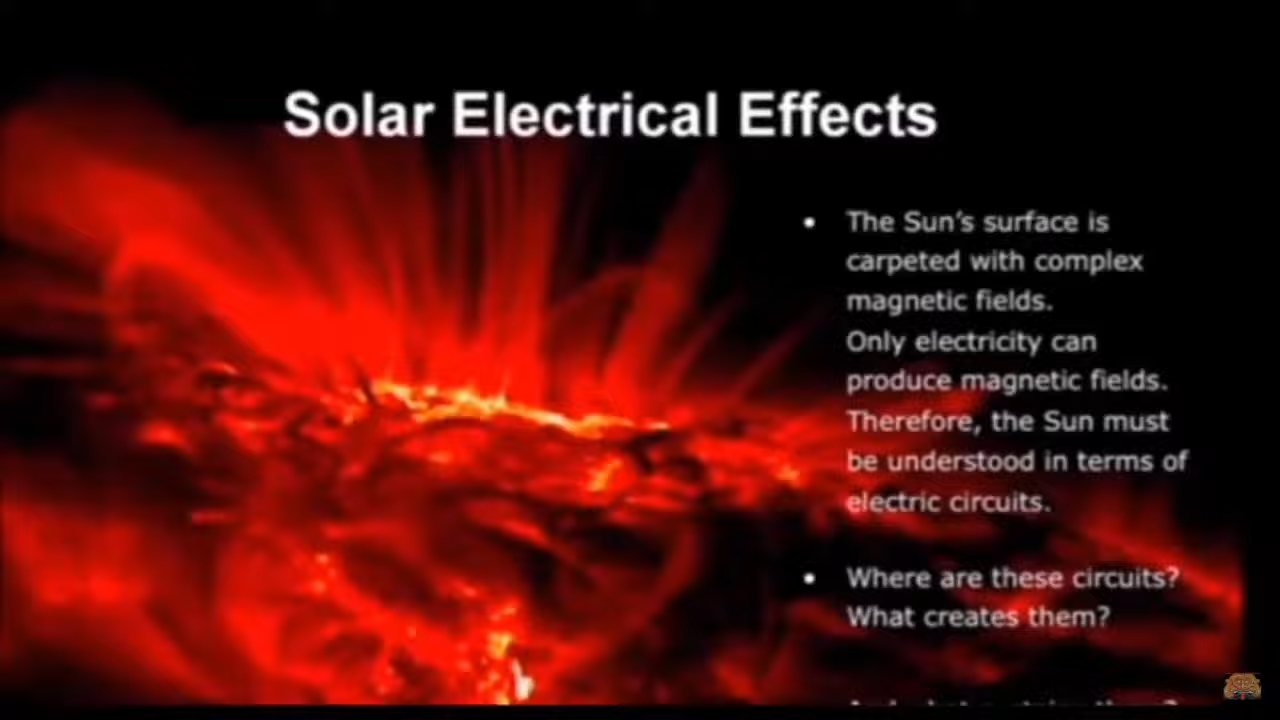 Solar Electrical Effects
• The Sun’s surface is
carpeted with complex
magnetic fields.
Only electricity can
produce magnetic fields.
Therefore, the Sun must
be understood in terms of
electric circuits.
• Where are these circuits?
What creates them?